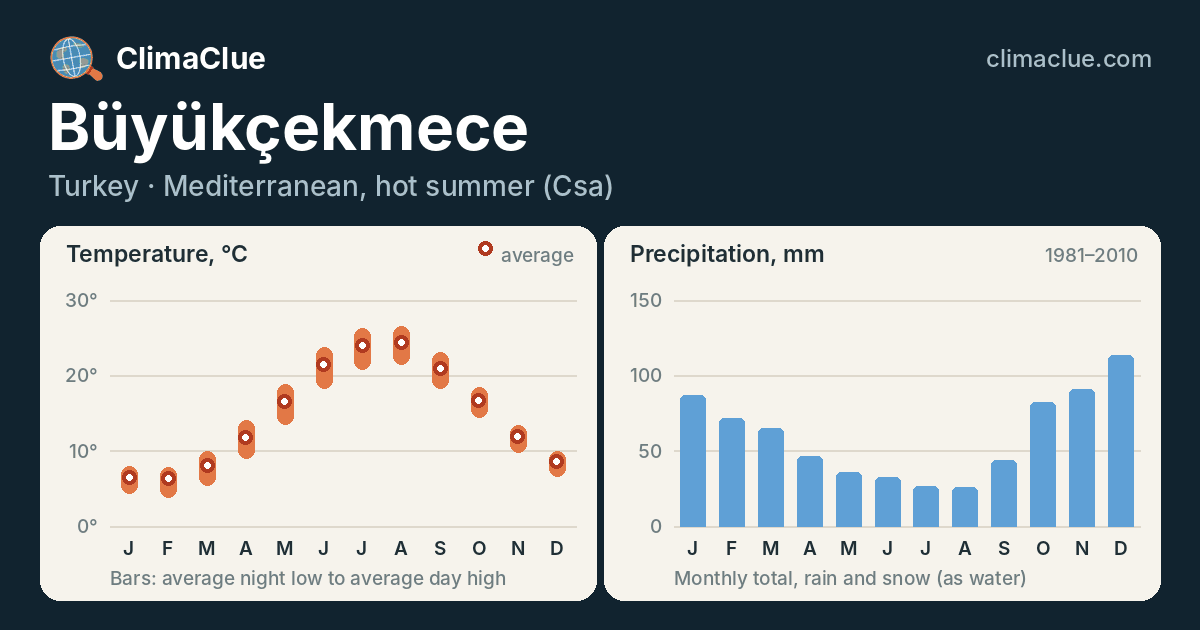 ClimaClue
climaclue.com
Büyükçekmece
Turkey · Mediterranean, hot summer (Csa)
Temperature, °C
average
30°
20°
10°
0°
J F M A M J J A S O N D
Bars: average night low to average day high
Precipitation, mm
1981–2010
150
100
50
0
J F M A M J J A S O N D
Monthly total, rain and snow (as water)